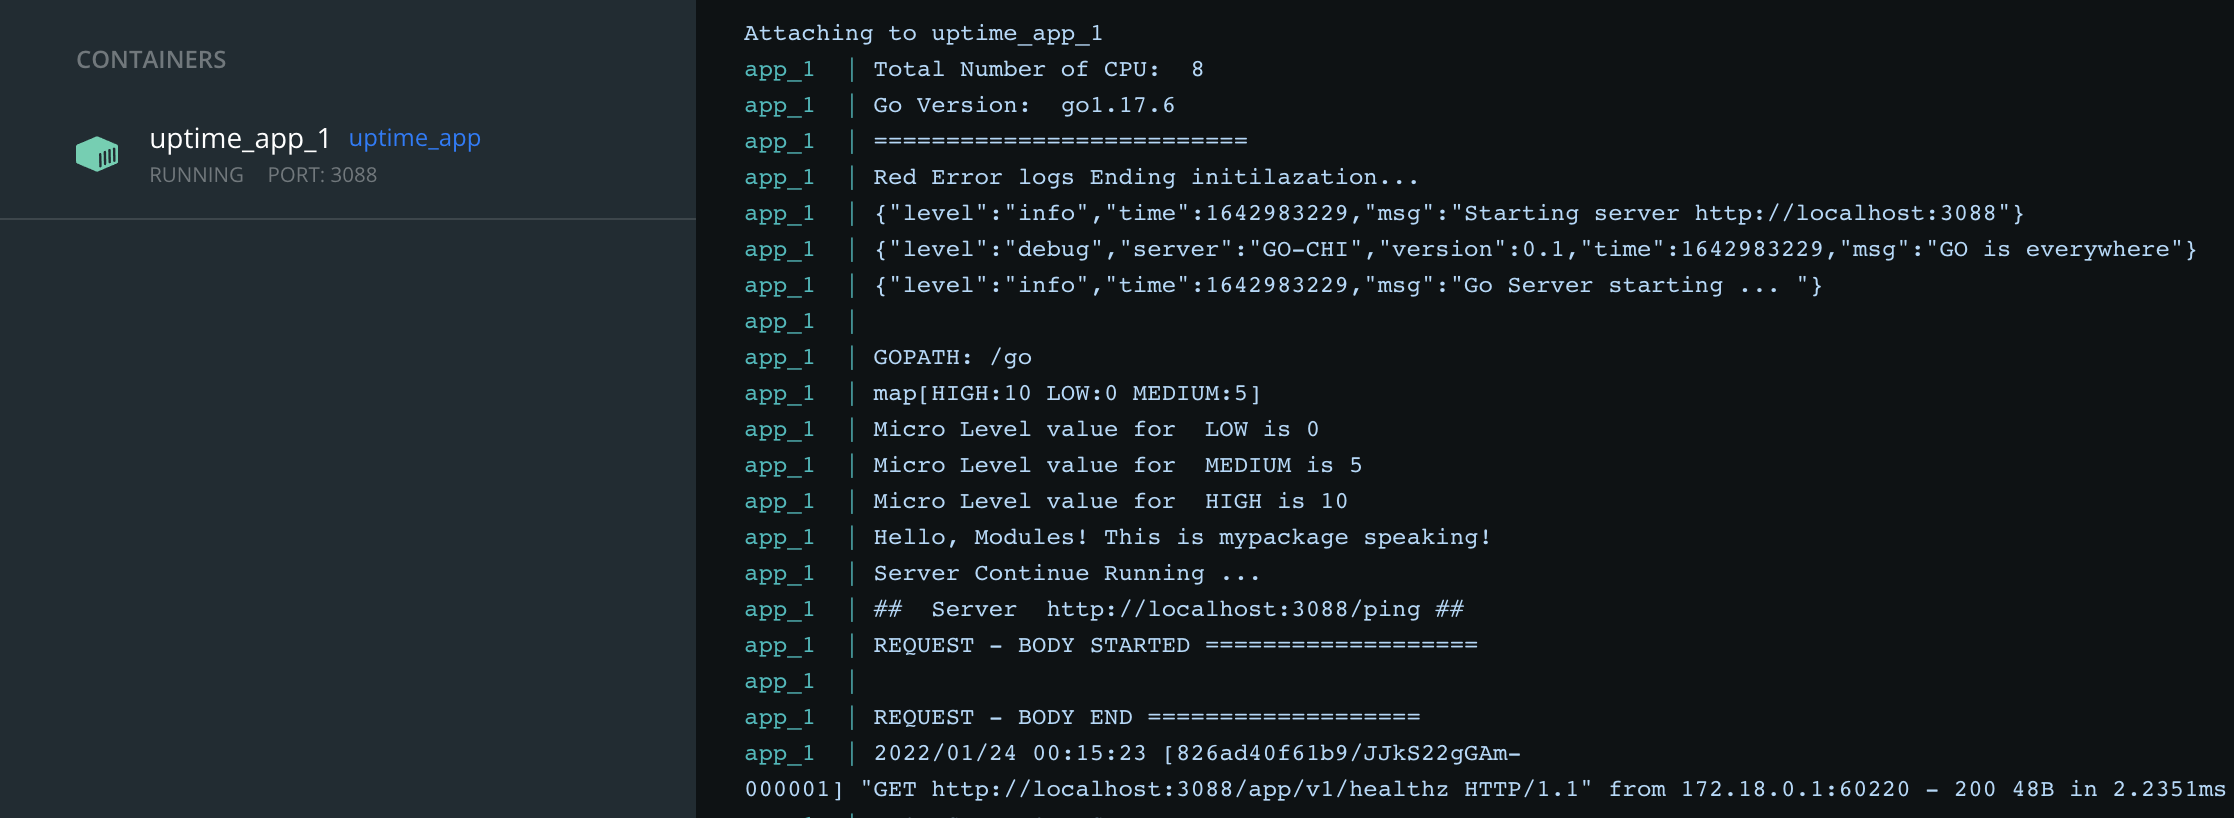 CONTAINERS
uptime_app_1 uptime_app
RUNNING PORT: 3088
Attaching to uptime_app_1
app_1 | Total Number of CPU: 8
app_1 | Go Version: go1.17.6
app_1 | ==========================
app_1 | Red Error logs Ending initilazation...
app_1 | {"level":"info","time":1642983229,"msg":"Starting server http://localhost:3088"}
app_1 | {"level":"debug","server":"GO-CHI","version":0.1,"time":1642983229,"msg":"GO is everywhere"}
app_1 | {"level":"info","time":1642983229,"msg":"Go Server starting ... "}
app_1 |
app_1 | GOPATH: /go
app_1 | map[HIGH:10 LOW:0 MEDIUM:5]
app_1 | Micro Level value for  LOW is 0
app_1 | Micro Level value for  MEDIUM is 5
app_1 | Micro Level value for  HIGH is 10
app_1 | Hello, Modules! This is mypackage speaking!
app_1 | Server Continue Running ...
app_1 | ##  Server  http://localhost:3088/ping ##
app_1 | REQUEST - BODY STARTED ===================
app_1 |
app_1 | REQUEST - BODY END ===================
app_1 | 2022/01/24 00:15:23 [826ad40f61b9/JJkS22gGAm-
000001] "GET http://localhost:3088/app/v1/healthz HTTP/1.1" from 172.18.0.1:60220 - 200 48B in 2.2351ms